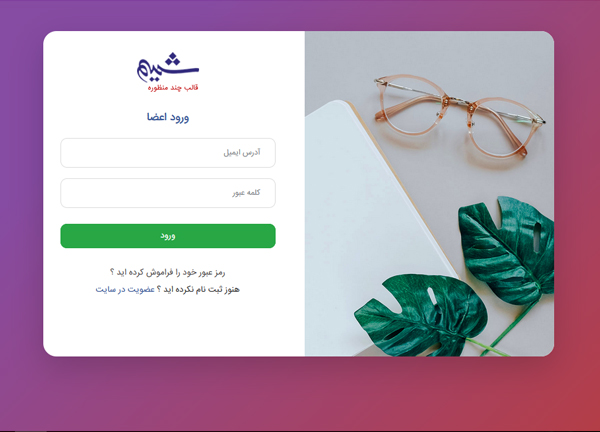 شمیم
قالب چند منظوره
ورود اعضا
آدرس ایمیل
کلمه عبور
ورود
رمز عبور خود را فراموش کرده اید ؟
هنوز ثبت نام نکرده اید ؟ عضویت در سایت